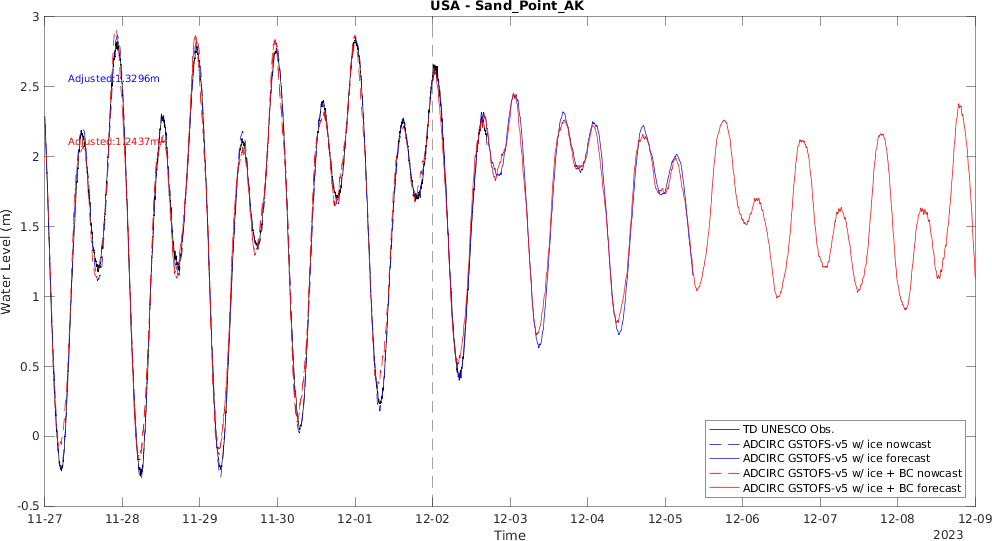 USA - Sand_Point_AK
3
2.5
2
1.5
1
0.5
0
-0.5
Water Level (m)
Adjusted:1.3296m
Adjusted:1.2437m
TD UNESCO Obs.
ADCIRC GSTOFS-v5 w/ ice nowcast
ADCIRC GSTOFS-v5 w/ ice forecast
ADCIRC GSTOFS-v5 w/ ice + BC nowcast
ADCIRC GSTOFS-v5 w/ ice + BC forecast
11-27 11-28 11-29 11-30 12-01 12-02 12-03 12-04 12-05 12-06 12-07 12-08 12-09
Time
2023